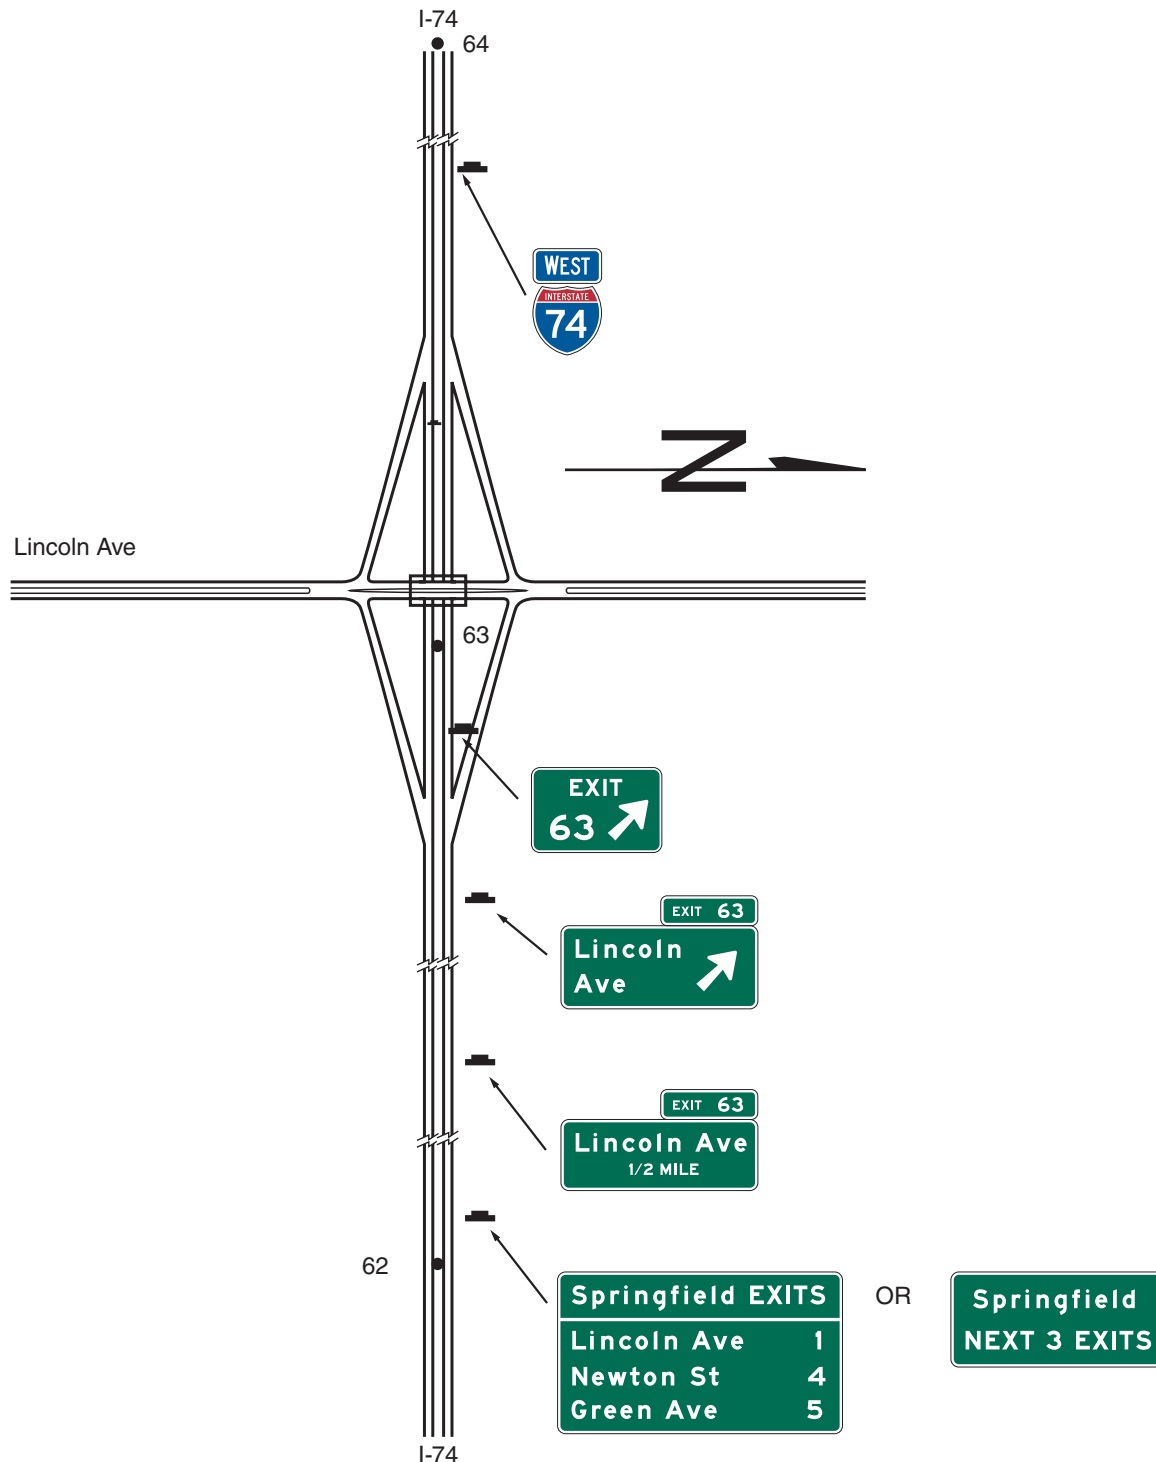 I-74
64
WEST
INTERSTATE
74
N
Lincoln Ave
63
EXIT
63
EXIT 63
Lincoln
Ave
EXIT 63
Lincoln Ave
1/2 MILE
62
Springfield EXITS
Lincoln Ave 1
Newton St 4
Green Ave 5
OR
Springfield
NEXT 3 EXITS
I-74